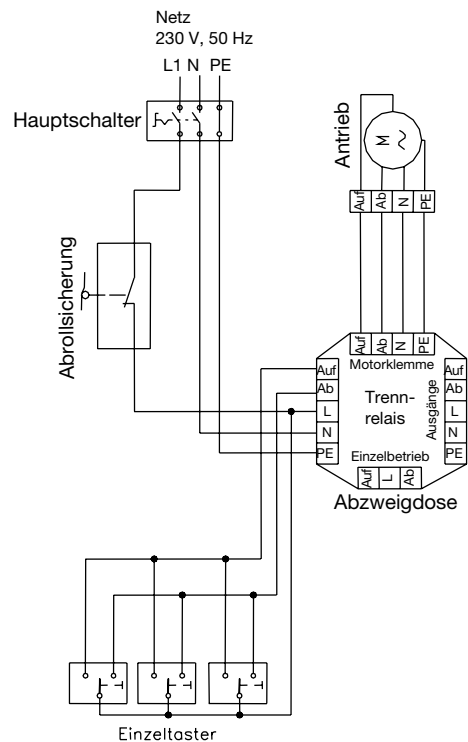 Netz
230 V, 50 Hz
L1 N PE
Hauptschalter
Antrieb
M ~
Auf Ab N PE
Abrollsicherung
Auf Ab N PE
Motorklemme
Auf
Ab
L
N
PE
Trenn-
relais
Ausgänge
Auf
Ab
L
N
PE
Einzelbetrieb
Auf L Ab
Abzweigdose
Einzeltaster